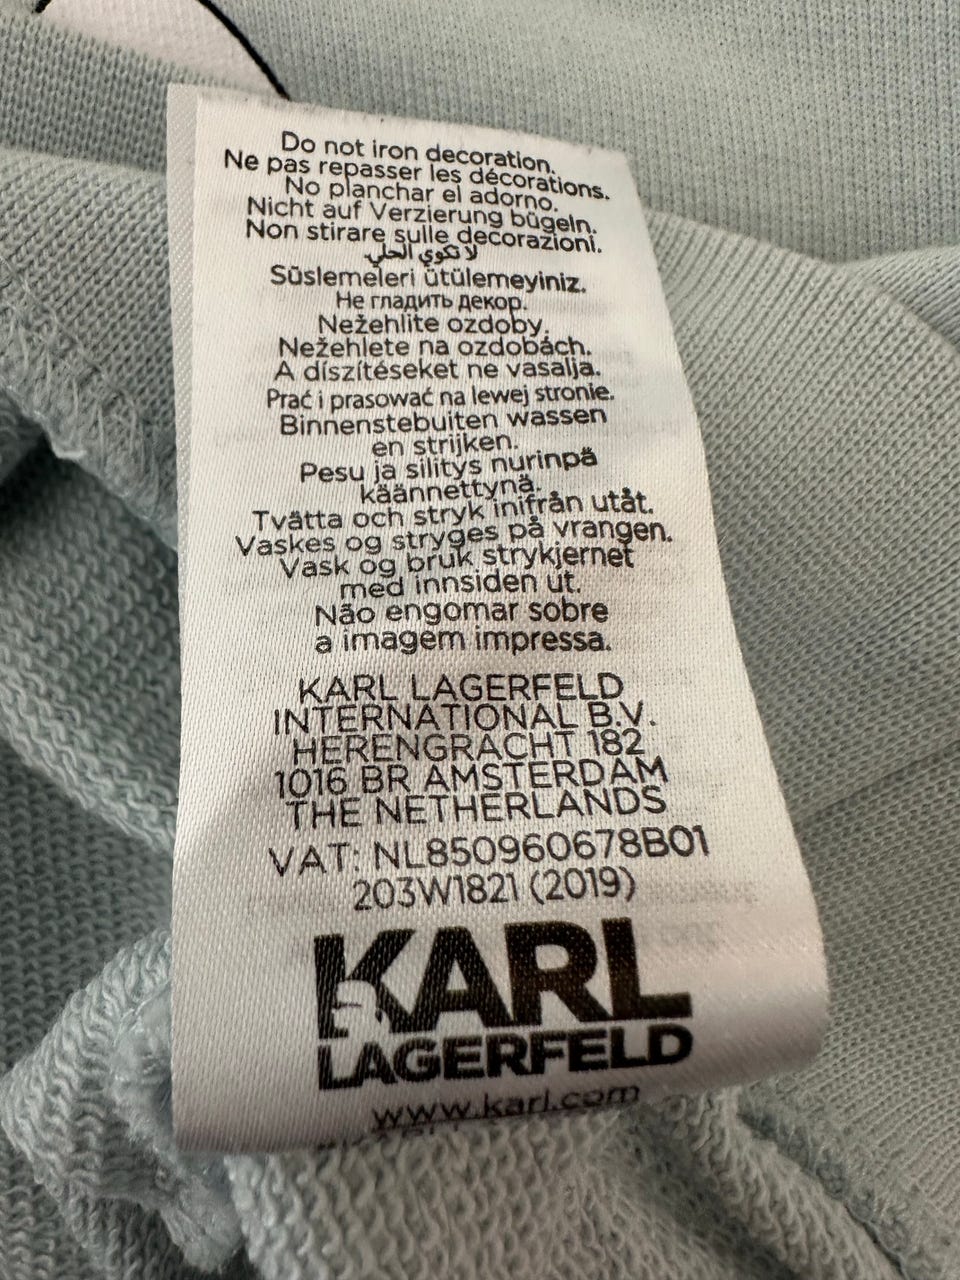 Do not iron decoration.
Ne pas repasser les décorations.
No planchar el adorno.
Nicht auf Verzierung bügeln.
Non stirare sulle decorazioni.
لا تكوي الحلي
Süslemeleri ütülemeyiniz.
Не гладить декор.
Nežehlite ozdoby.
Nežehlete na ozdobách.
A díszítéseket ne vasalja.
Prać i prasować na lewej stronie.
Binnenstebuiten wassen
en strijken.
Pesu ja silitys nurinpä
käännettynä.
Tvätta och stryk inifrån utåt.
Vaskes og stryges på vrangen.
Vask og bruk strykjernet
med innsiden ut.
Não engomar sobre
a imagem impressa.
KARL LAGERFELD
INTERNATIONAL B.V.
HERENGRACHT 182
1016 BR AMSTERDAM
THE NETHERLANDS
VAT: NL850960678B01
203W1821 (2019)
KARL
LAGERFELD
www.karl.com